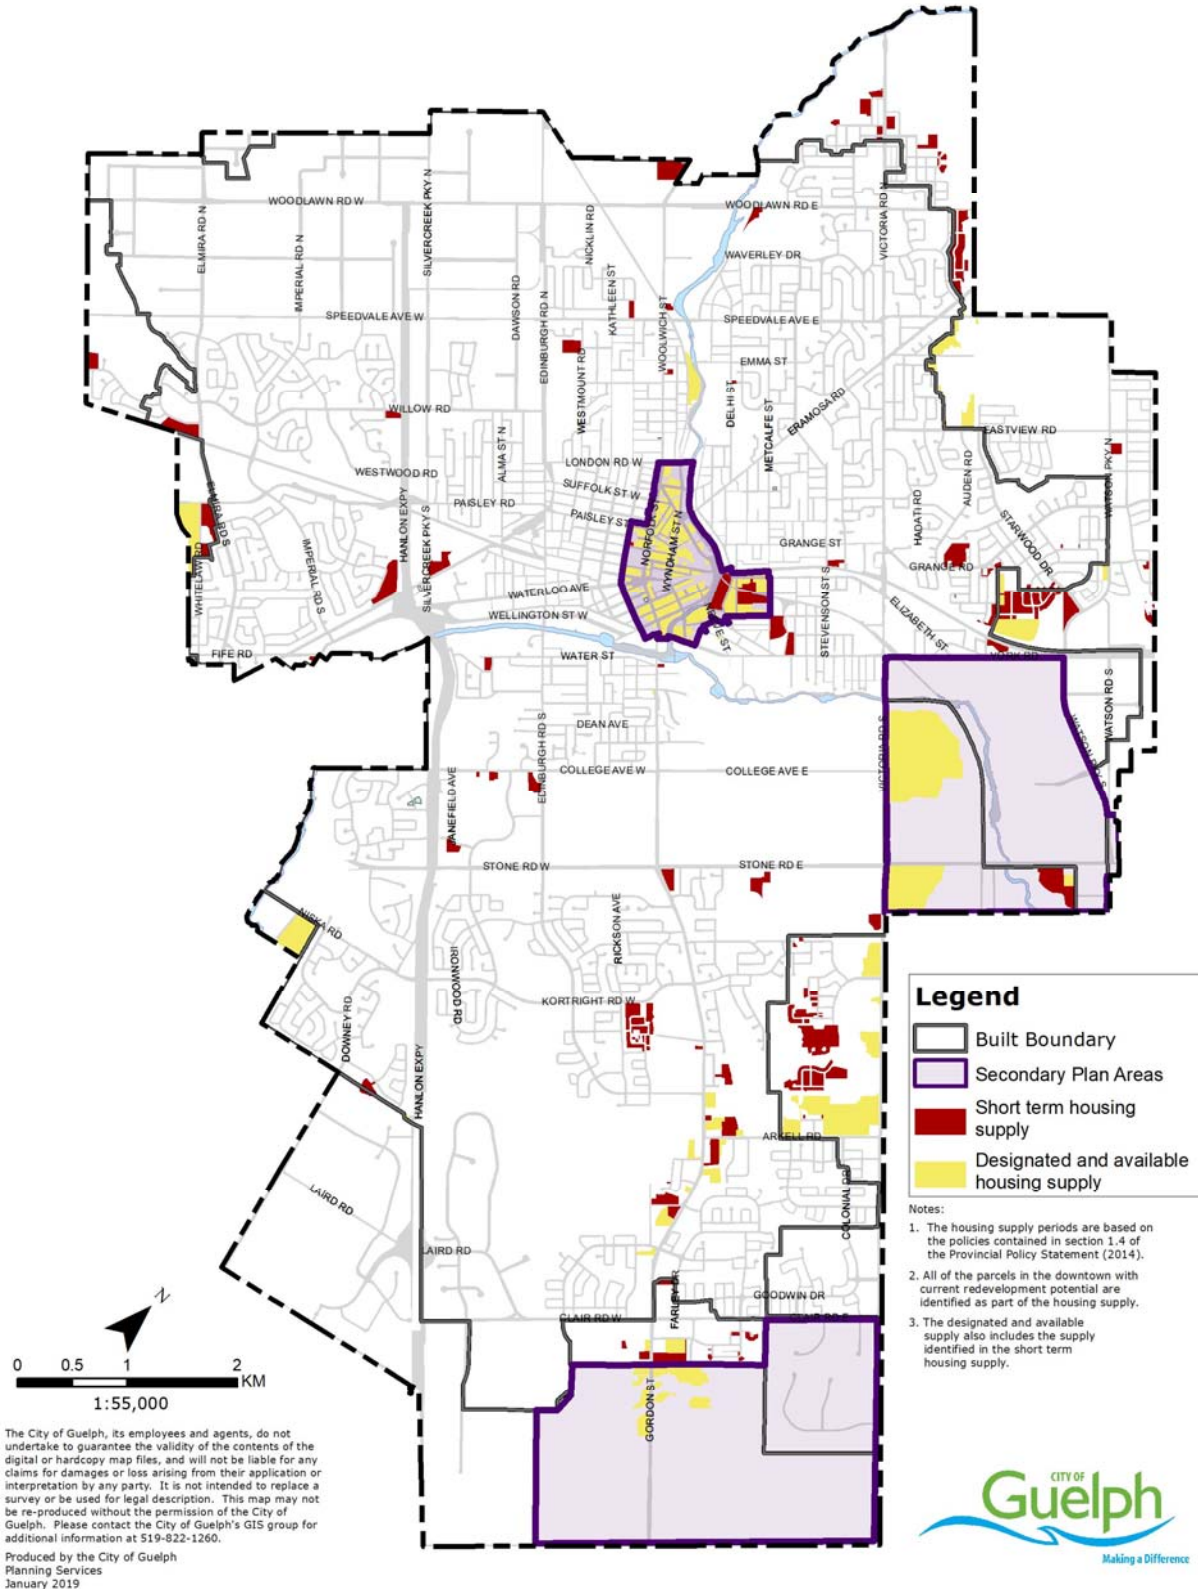 WOODLAWN RD W
WOODLAWN RD E
ELMIRA RD N
IMPERIAL RD N
SILVERCREEK PKY N
NICKLIN RD
VICTORIA RD N
WAVERLEY DR
KATHLEEN ST
DAWSON RD
EDINBURGH RD N
WOOLWICH ST
SPEEDVALE AVE W
SPEEDVALE AVE E
EMMA ST
WESTMOUNT RD
DELHI ST
METCALFE ST
ERAMOSA RD
WILLOW RD
EASTVIEW RD
ALMA ST N
LONDON RD W
WESTWOOD RD
SUFFOLK ST W
PAISLEY RD
PAISLEY ST
AUDEN RD
WATSON PKY N
HADATI RD
STARWOOD DR
ELMIRA RD S
HANLON EXPY
SILVERCREEK PKY S
NORFOLK ST
WYNDHAM ST N
GRANGE ST
GRANGE RD
IMPERIAL RD S
WHITELAW RD
WATERLOO AVE
WELLINGTON ST W
STEVENSON ST S
ELIZABETH ST
FIFE RD
WATER ST
YORK RD
DEAN AVE
EDINBURGH RD S
VICTORIA RD S
WATSON RD S
WATSON PKY S
COLLEGE AVE W
COLLEGE AVE E
JANEFIELD AVE
STONE RD W
STONE RD E
NISKA RD
RICKSON AVE
IRONWOOD RD
KORTRIGHT RD W
DOWNEY RD
HANLON EXPY
ARKELL RD
COLONIAL DR
LAIRD RD
LAIRD RD
FARLEY DR
GOODWIN DR
CLAIR RD W
CLAIR RD E
GORDON ST
Legend
Built Boundary
Secondary Plan Areas
Short term housing
supply
Designated and available
housing supply
Notes:
1. The housing supply periods are based on
the policies contained in section 1.4 of
the Provincial Policy Statement (2014).
2. All of the parcels in the downtown with
current redevelopment potential are
identified as part of the housing supply.
3. The designated and available
supply also includes the supply
identified in the short term
housing supply.
N
0 0.5 1 2
KM
1:55,000
The City of Guelph, its employees and agents, do not
undertake to guarantee the validity of the contents of the
digital or hardcopy map files, and will not be liable for any
claims for damages or loss arising from their application or
interpretation by any party. It is not intended to replace a
survey or be used for legal description. This map may not
be re-produced without the permission of the City of
Guelph. Please contact the City of Guelph's GIS group for
additional information at 519-822-1260.
Produced by the City of Guelph
Planning Services
January 2019
CITY OF
Guelph
Making a Difference